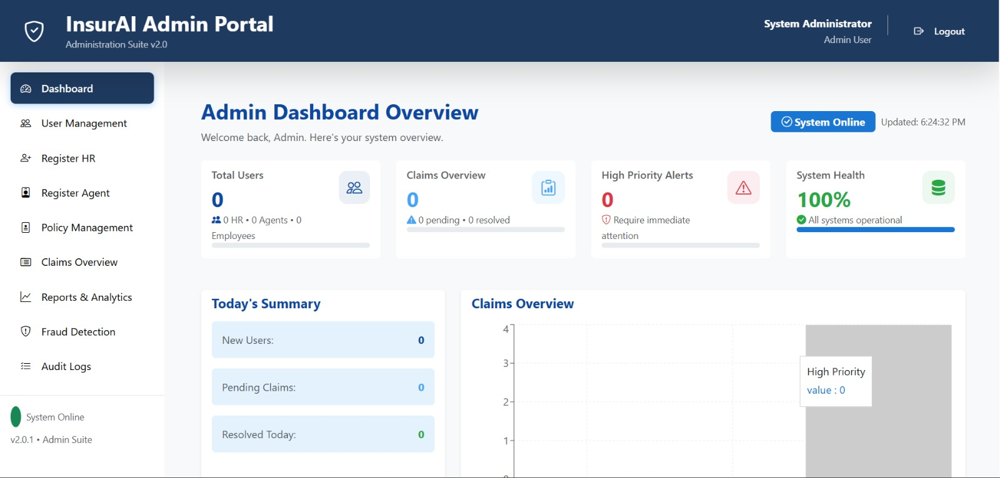 InsurAI Admin Portal
Administration Suite v2.0
System Administrator
Admin User
Logout
Dashboard
User Management
Register HR
Register Agent
Policy Management
Claims Overview
Reports & Analytics
Fraud Detection
Audit Logs
System Online
v2.0.1 • Admin Suite
Admin Dashboard Overview
Welcome back, Admin. Here's your system overview.
System Online
Updated: 6:24:32 PM
Total Users
0
0 HR • 0 Agents • 0
Employees
Claims Overview
0
0 pending • 0 resolved
High Priority Alerts
0
Require immediate
attention
System Health
100%
All systems operational
Today's Summary
New Users: 0
Pending Claims: 0
Resolved Today: 0
Claims Overview
4
3
2
1
0
High Priority
value : 0